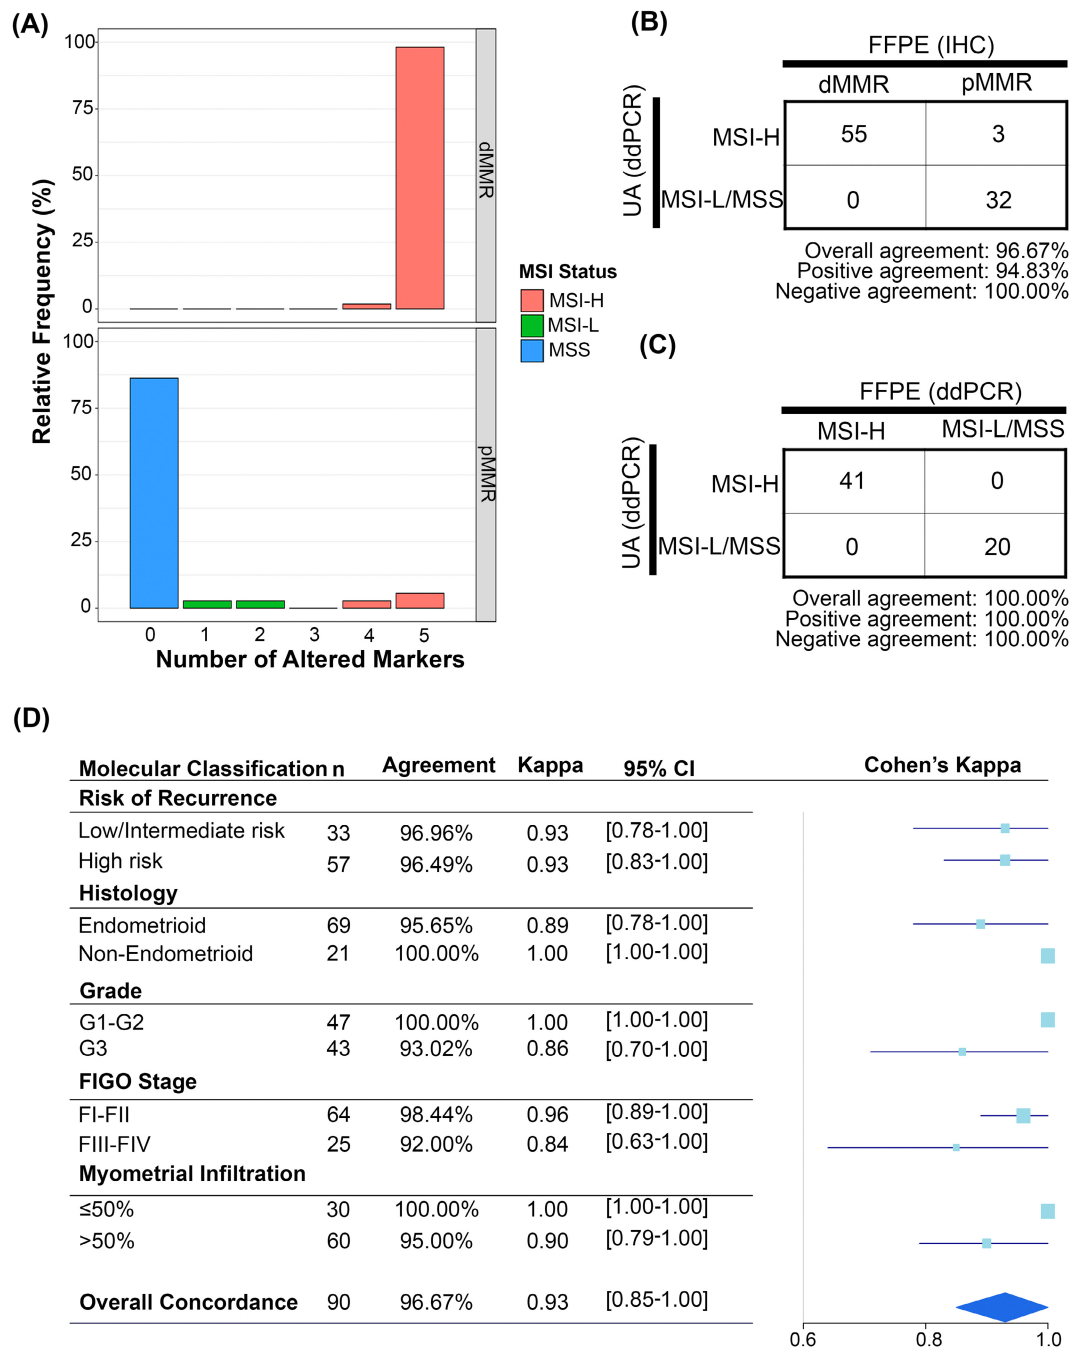 (A)
100
75
50
25
0
dMMR
100
75
50
25
0
pMMR
0 1 2 3 4 5
Number of Altered Markers
Relative Frequency (%)
MSI Status
MSI-H
MSI-L
MSS
(B)
FFPE (IHC)
dMMR pMMR
UA (ddPCR)
MSI-H 55 3
MSI-L/MSS 0 32
Overall agreement: 96.67%
Positive agreement: 94.83%
Negative agreement: 100.00%
(C)
FFPE (ddPCR)
MSI-H MSI-L/MSS
UA (ddPCR)
MSI-H 41 0
MSI-L/MSS 0 20
Overall agreement: 100.00%
Positive agreement: 100.00%
Negative agreement: 100.00%
(D)
Molecular Classification n Agreement Kappa 95% CI Cohen's Kappa
Risk of Recurrence
Low/Intermediate risk 33 96.96% 0.93 [0.78-1.00]
High risk 57 96.49% 0.93 [0.83-1.00]
Histology
Endometrioid 69 95.65% 0.89 [0.78-1.00]
Non-Endometrioid 21 100.00% 1.00 [1.00-1.00]
Grade
G1-G2 47 100.00% 1.00 [1.00-1.00]
G3 43 93.02% 0.86 [0.70-1.00]
FIGO Stage
FI-FII 64 98.44% 0.96 [0.89-1.00]
FIII-FIV 25 92.00% 0.84 [0.63-1.00]
Myometrial Infiltration
≤50% 30 100.00% 1.00 [1.00-1.00]
>50% 60 95.00% 0.90 [0.79-1.00]
Overall Concordance 90 96.67% 0.93 [0.85-1.00]
0.6 0.8 1.0